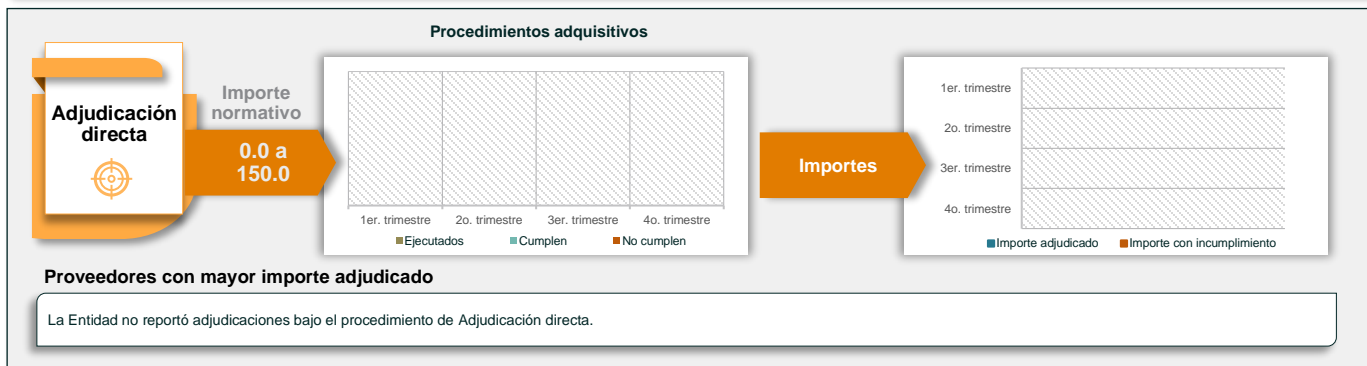 Procedimientos adquisitivos
Adjudicación
directa
Importe
normativo
0.0 a
150.0
1er. trimestre 2o. trimestre 3er. trimestre 4o. trimestre
Ejecutados Cumplen No cumplen
Importes
1er. trimestre
2o. trimestre
3er. trimestre
4o. trimestre
Importe adjudicado Importe con incumplimiento
Proveedores con mayor importe adjudicado
La Entidad no reportó adjudicaciones bajo el procedimiento de Adjudicación directa.